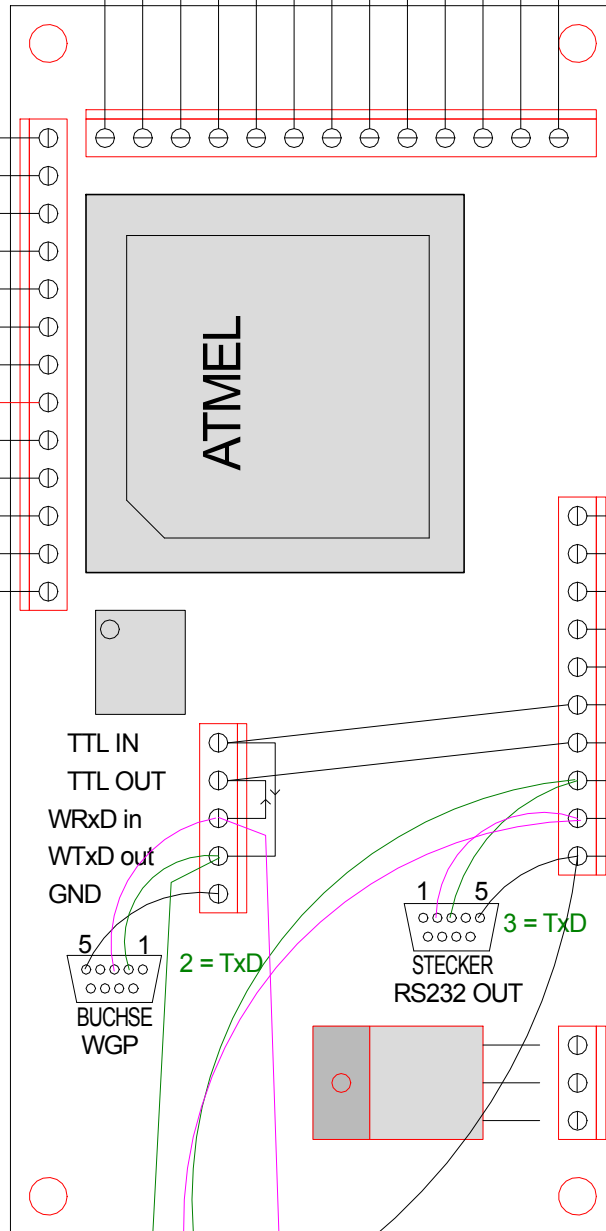 ATMEL
TTL IN
TTL OUT
WRxD in
WTxD out
GND
5 1
2 = TxD
BUCHSE
WGP
1 5
3 = TxD
STECKER
RS232 OUT